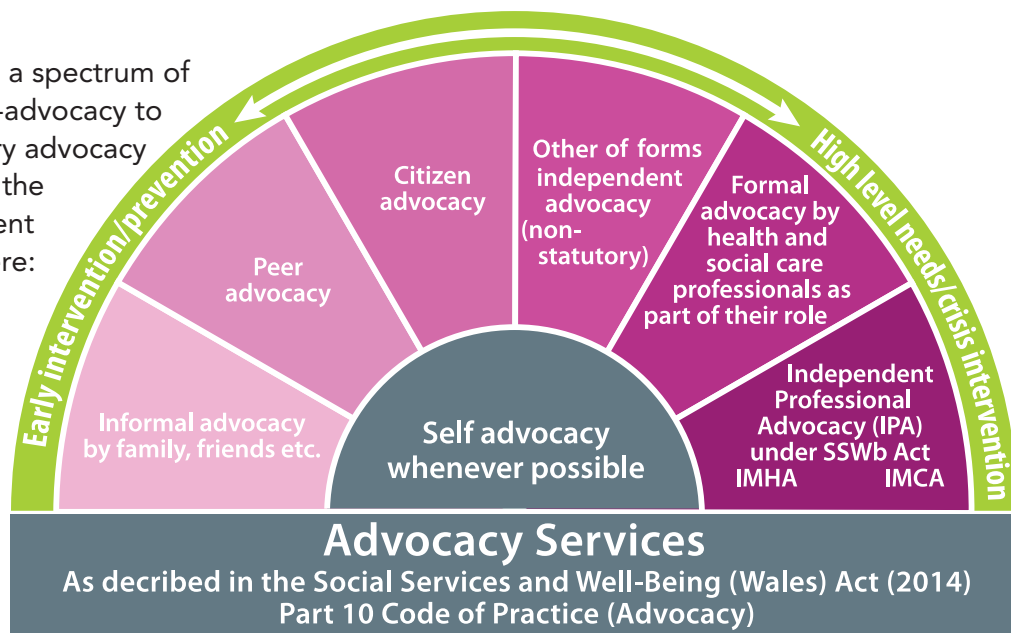 a spectrum of
-advocacy to
ry advocacy
the
ent
re:
Early intervention/prevention
High level needs/crisis intervention
Informal advocacy
by family, friends etc.
Peer
advocacy
Citizen
advocacy
Other of forms
independent
advocacy
(non-
statutory)
Formal
advocacy by
health and
social care
professionals as
part of their role
Independent
Professional
Advocacy (IPA)
under SSWb Act
IMHA IMCA
Self advocacy
whenever possible
Advocacy Services
As decribed in the Social Services and Well-Being (Wales) Act (2014)
Part 10 Code of Practice (Advocacy)